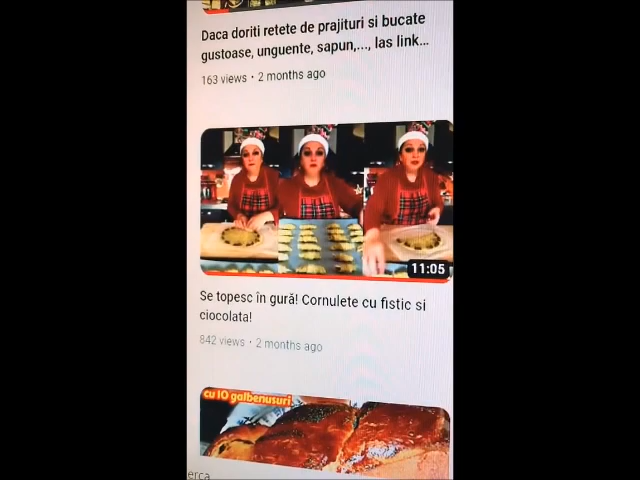 Daca doriti retete de prajituri si bucate
gustoase, unguente, sapun,..., las link...
163 views • 2 months ago
11:05
Se topesc în gură! Cornulete cu fistic si
ciocolata!
842 views • 2 months ago
cu 10 galbenusuri
erca